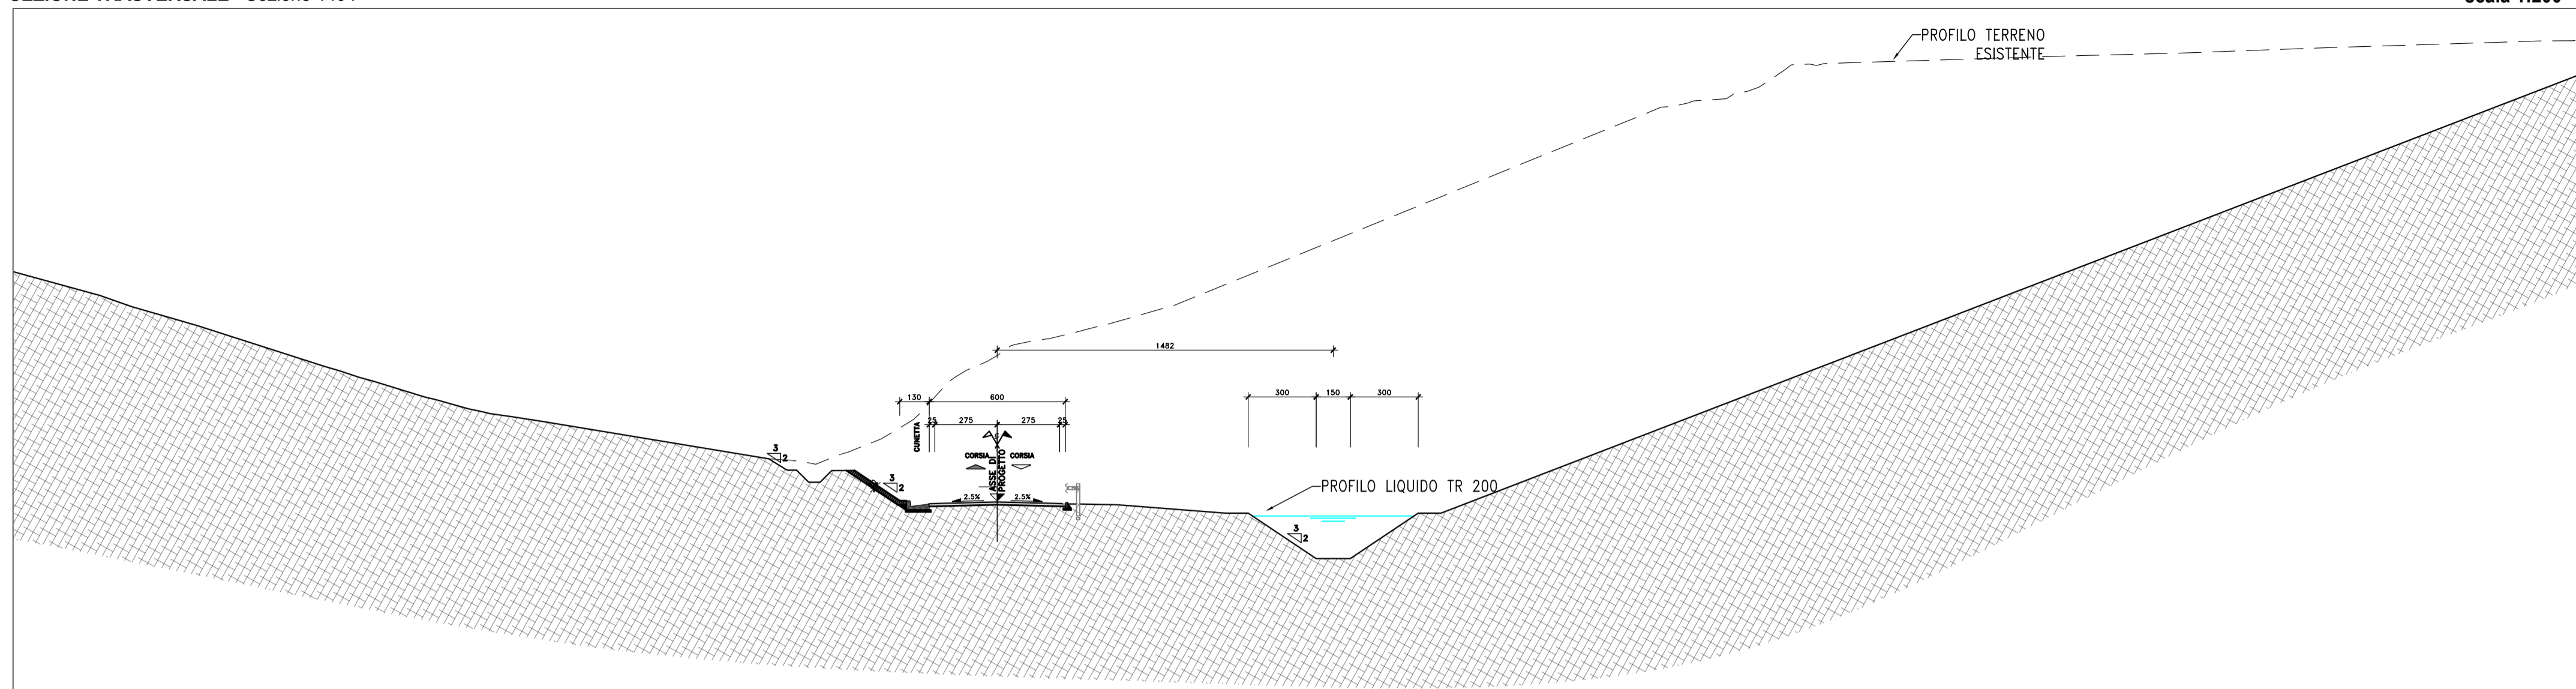 PROFILO TERRENO
ESISTENTE
1482
130 600
300 150 300
25 275 275 25
CUNETTA
CORSIA CORSIA
ASSE DI
PROGETTO
3
2
3
2
2.5% 2.5%
PROFILO LIQUIDO TR 200
3
2